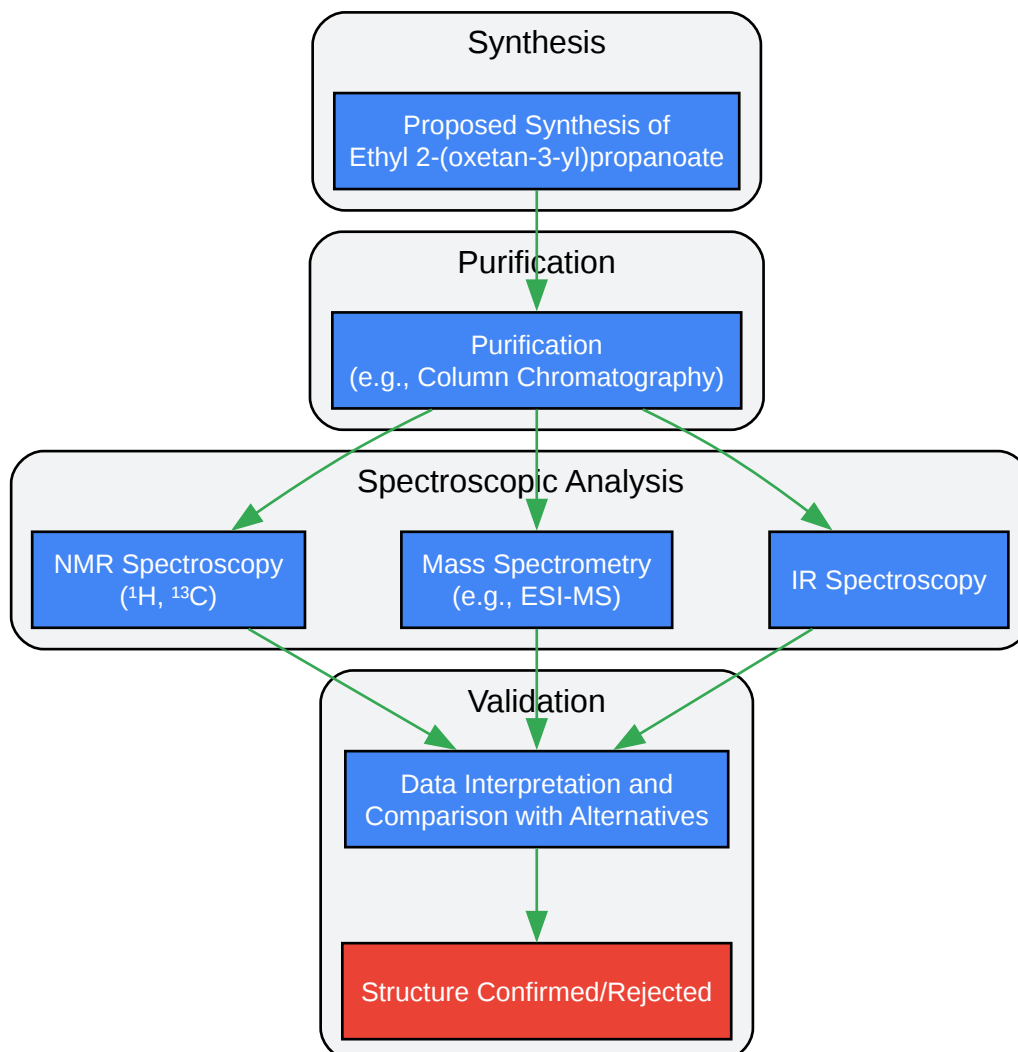 Synthesis
Proposed Synthesis of
Ethyl 2-(oxetan-3-yl)propanoate
Purification
Purification
(e.g., Column Chromatography)
Spectroscopic Analysis
NMR Spectroscopy
(¹H, ¹³C)
Mass Spectrometry
(e.g., ESI-MS)
IR Spectroscopy
Validation
Data Interpretation and
Comparison with Alternatives
Structure Confirmed/Rejected